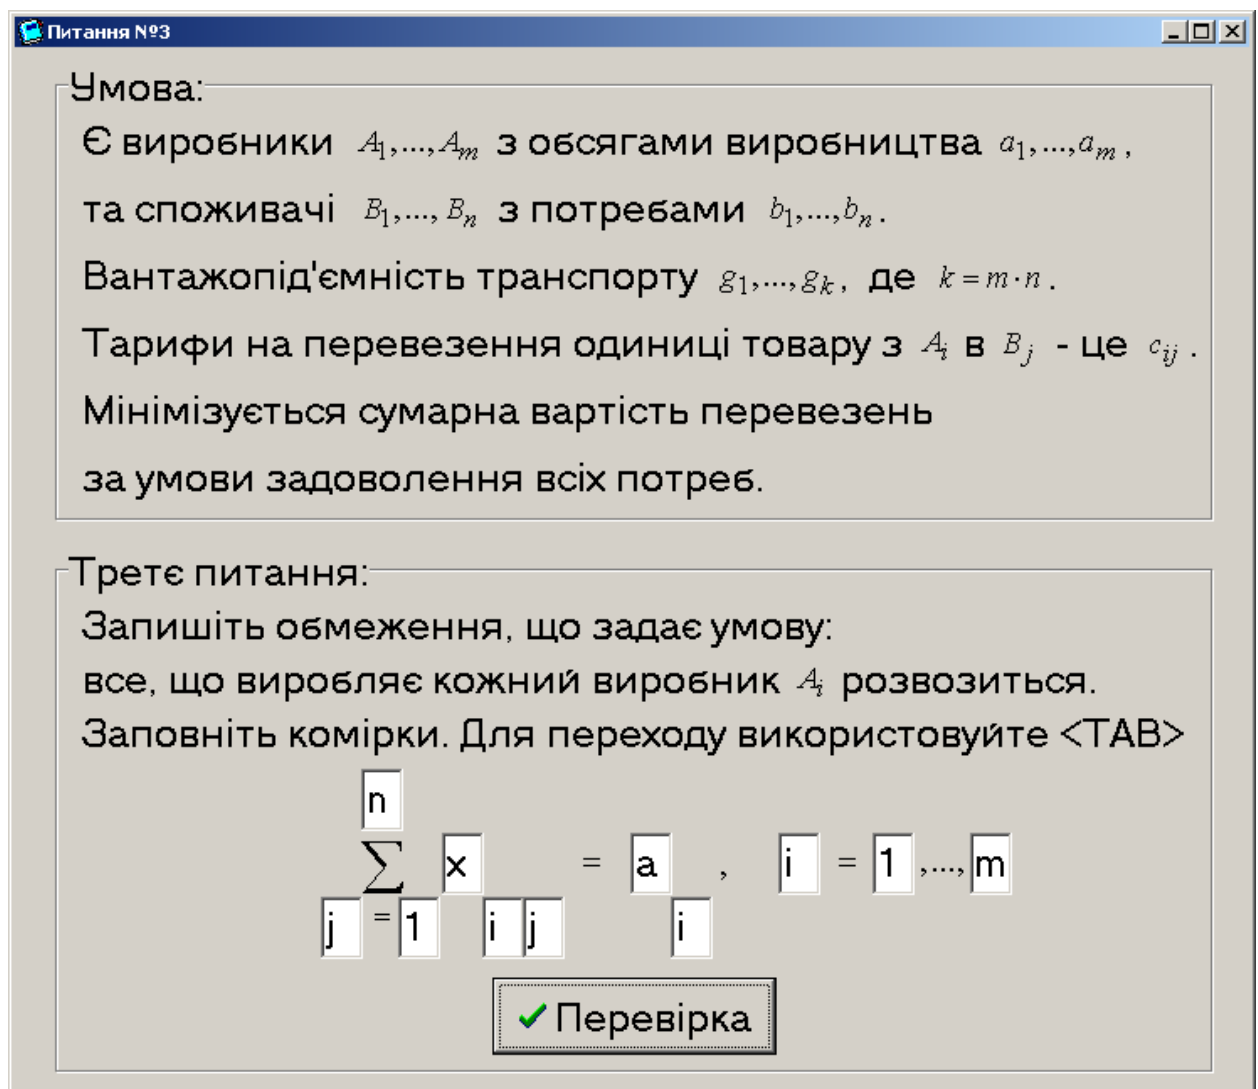 Питання №3
Умова:
Є виробники A₁,...,Aₘ з обсягами виробництва a₁,...,aₘ,
та споживачі B₁,...,Bₙ з потребами b₁,...,bₙ.
Вантажопід'ємність транспорту g₁,...,gₖ, де k = m·n.
Тарифи на перевезення одиниці товару з Aᵢ в Bⱼ - це cᵢⱼ.
Мінімізується сумарна вартість перевезень
за умови задоволення всіх потреб.
Третє питання:
Запишіть обмеження, що задає умову:
все, що виробляє кожний виробник Aᵢ розвозиться.
Заповніть комірки. Для переходу використовуйте <TAB>
n
∑ x = a , i = 1 ,..., m
j = 1 i j i
Перевірка